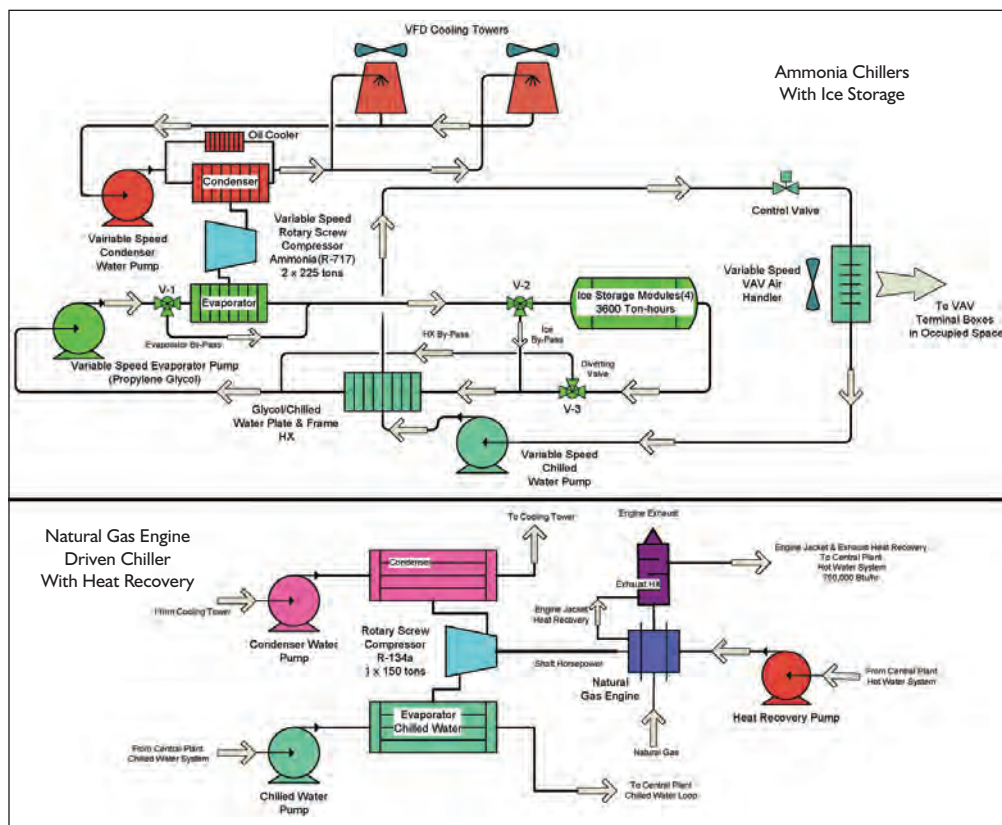 VFD Cooling Towers
Ammonia Chillers
With Ice Storage
Oil Cooler
Condenser
Control Valve
Vairiable Speed
Condenser
Water Pump
Variable Speed
Rotary Screw
Compressor
Ammonia(R-717)
2 x 225 tons
Variable Speed
VAV Air
Handler
V-1
Evaporator
V-2
Ice Storage Modules(4)
3600 Ton-hours
To VAV
Terminal Boxes
in Occupied Space
Evaporator By-Pass
HX By-Pass
Ice
By-Pass
Diverting
Valve
Variable Speed Evaporator Pump
(Propylene Glycol)
V-3
Glycol/Chilled
Water Plate & Frame
HX
Variable Speed
Chilled
Water Pump
Natural Gas Engine
Driven Chiller
With Heat Recovery
To Cooling Tower
Engine Exhaust
Condenser
Engine Jacket & Exhaust Heat Recovery
To Central Plant
Hot Water System
750,000 Btu/hr
Exhaust HX
From Cooling Tower
Engine Jacket
Heat Recovery
Condenser Water
Pump
Rotary Screw
Compressor
R-134a
1 x 150 tons
Shaft Horsepower
Natural
Gas Engine
From Central Plant
Hot Water System
Heat Recovery Pump
Evaporator
Chilled Water
From Central Plant
Chilled Water System
Natural Gas
Chilled Water
Pump
To Central Plant
Chilled Water Loop